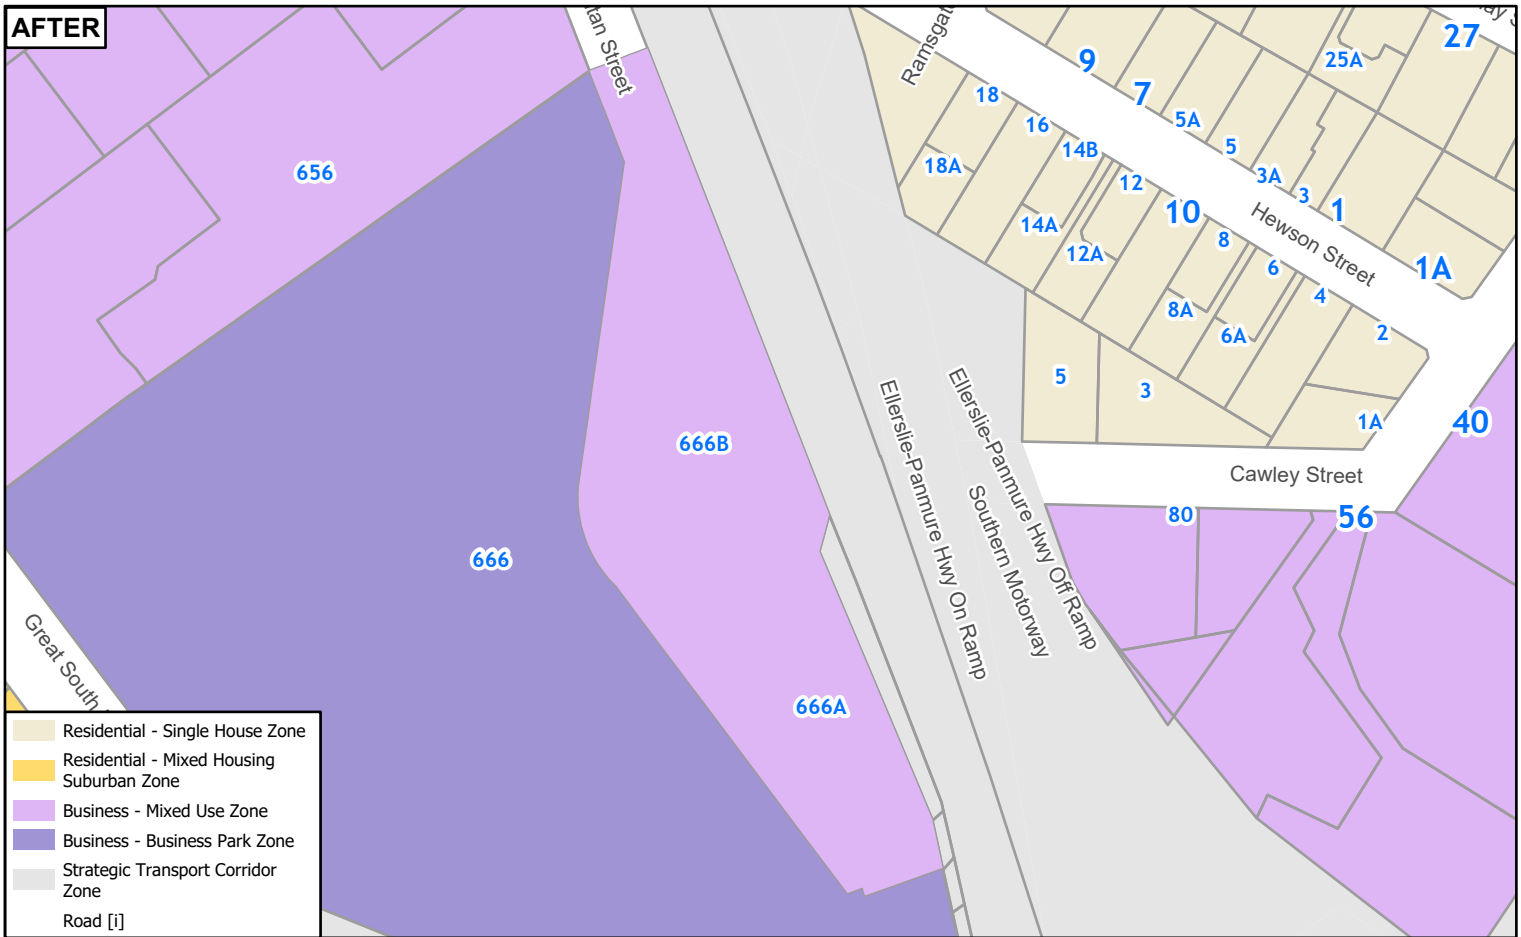 AFTER
tan Street
Ramsgat
ay S
27
25A
9
7
5A
5
3A
3
1
1A
18
16
14B
12
10
8
6
4
2
18A
14A
12A
8A
6A
Hewson Street
656
5
3
1A
40
666B
Cawley Street
80
56
666
666A
Ellerslie-Panmure Hwy On Ramp
Ellerslie-Panmure Hwy Off Ramp
Southern Motorway
Great South
Residential - Single House Zone
Residential - Mixed Housing
Suburban Zone
Business - Mixed Use Zone
Business - Business Park Zone
Strategic Transport Corridor
Zone
Road [i]